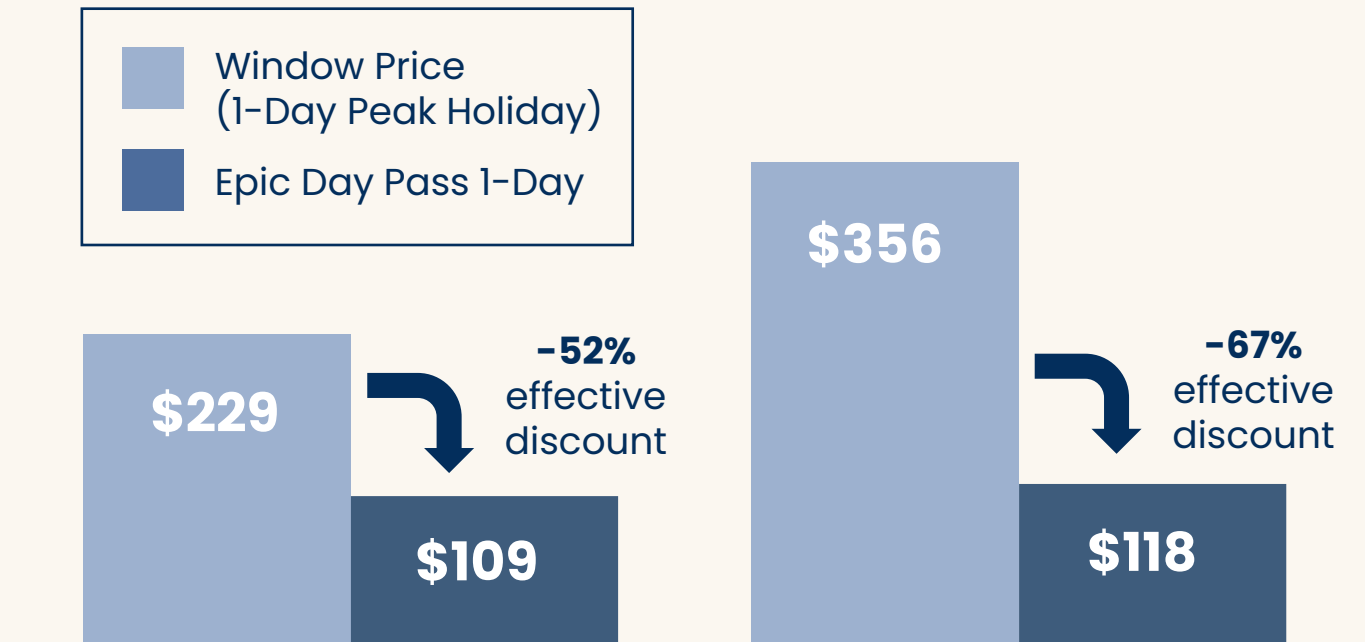 Window Price
(1-Day Peak Holiday)
Epic Day Pass 1-Day
$229
-52%
effective
discount
$109
$356
-67%
effective
discount
$118